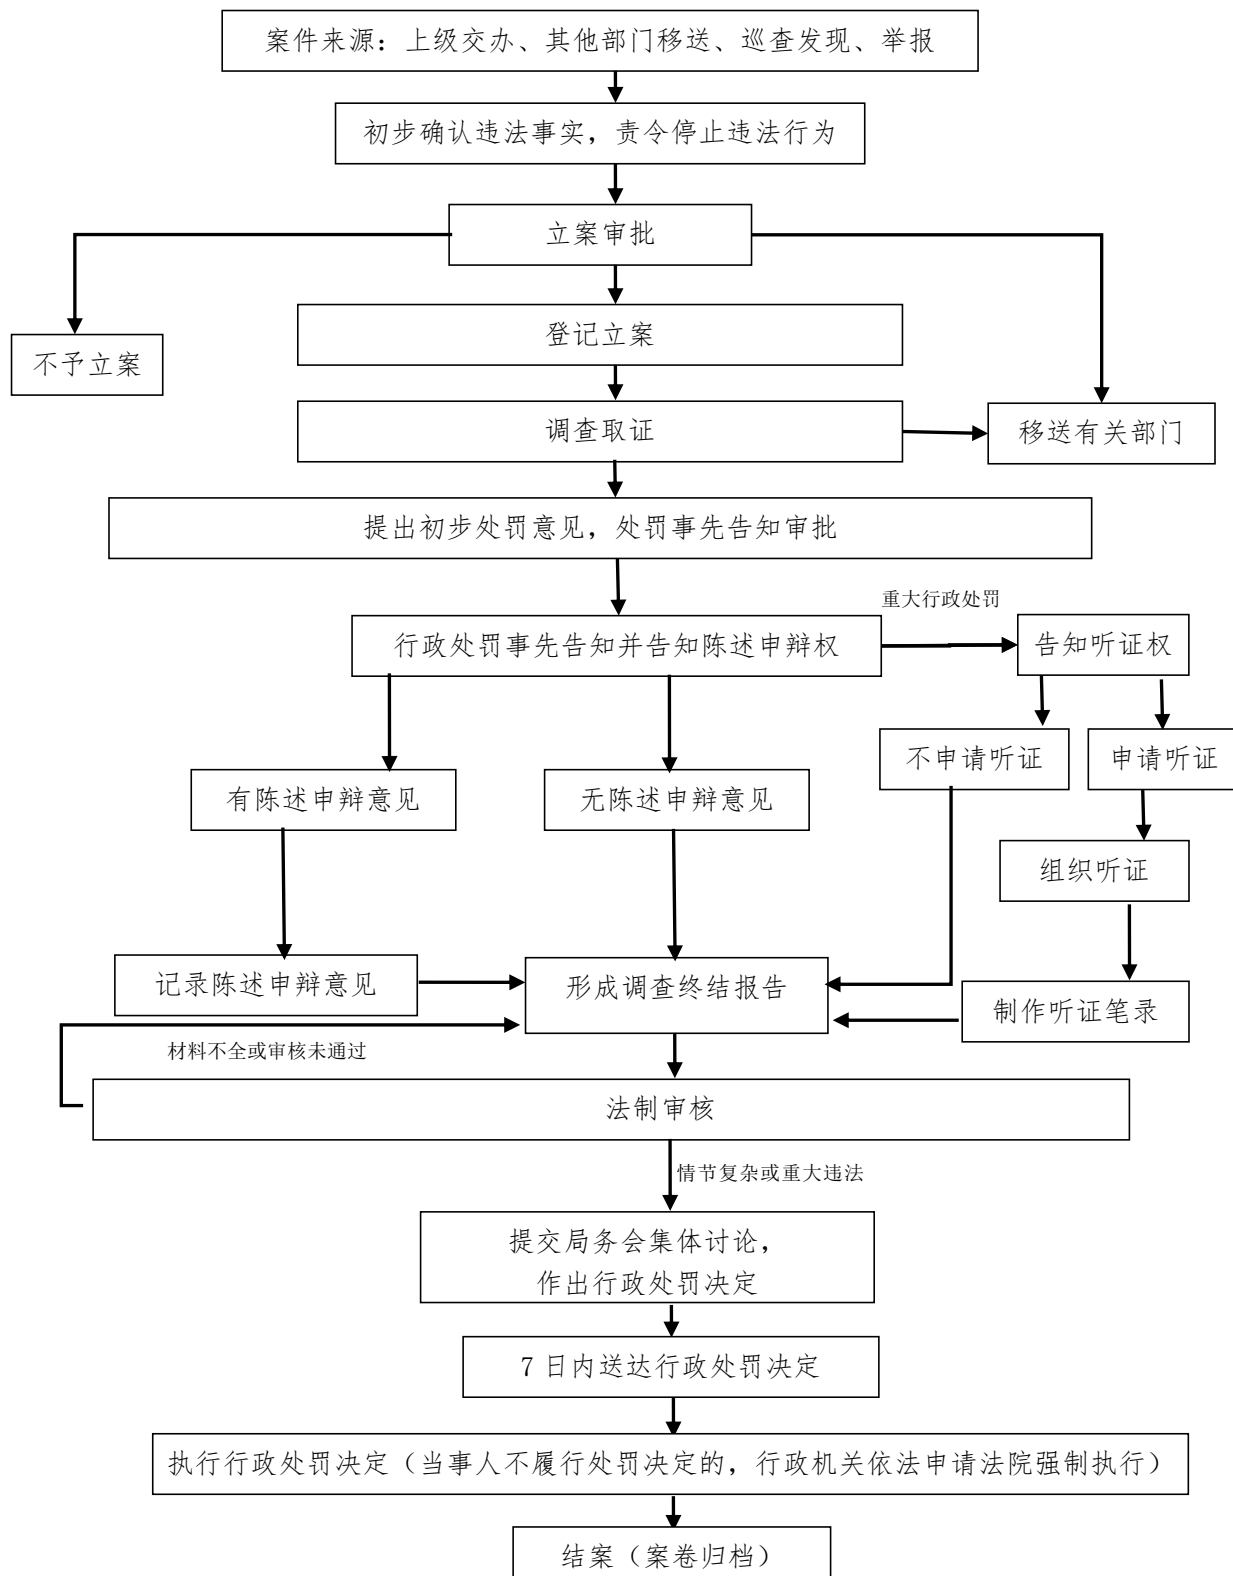 案件来源：上级交办、其他部门移送、巡查发现、举报
初步确认违法事实，责令停止违法行为
立案审批
登记立案
不予立案
调查取证
移送有关部门
提出初步处罚意见，处罚事先告知审批
重大行政处罚
行政处罚事先告知并告知陈述申辩权
告知听证权
不申请听证
申请听证
有陈述申辩意见
无陈述申辩意见
组织听证
记录陈述申辩意见
形成调查终结报告
制作听证笔录
材料不全或审核未通过
法制审核
情节复杂或重大违法
提交局务会集体讨论，
作出行政处罚决定
7 日内送达行政处罚决定
执行行政处罚决定（当事人不履行处罚决定的，行政机关依法申请法院强制执行）
结案（案卷归档）